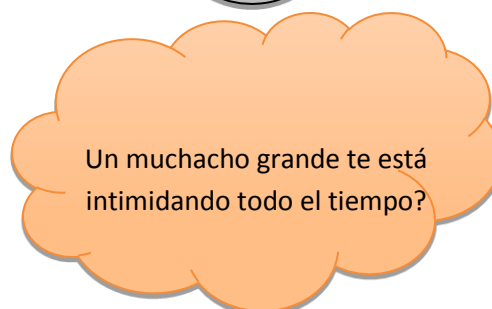 Un muchacho grande te está
intimidando todo el tiempo?